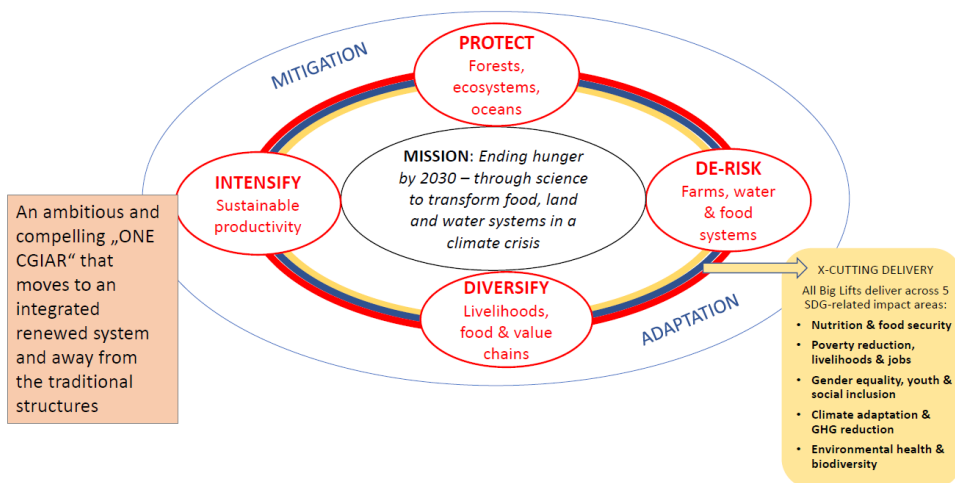 MITIGATION
PROTECT
Forests,
ecosystems,
oceans
INTENSIFY
Sustainable
productivity
MISSION: Ending hunger
by 2030 – through science
to transform food, land
and water systems in a
climate crisis
DE-RISK
Farms, water
& food
systems
DIVERSIFY
Livelihoods,
food & value
chains
ADAPTATION
An ambitious and
compelling „ONE
CGIAR“ that
moves to an
integrated
renewed system
and away from
the traditional
structures
X-CUTTING DELIVERY
All Big Lifts deliver across 5
SDG-related impact areas:
• Nutrition & food security
• Poverty reduction,
livelihoods & jobs
• Gender equality, youth &
social inclusion
• Climate adaptation &
GHG reduction
• Environmental health &
biodiversity